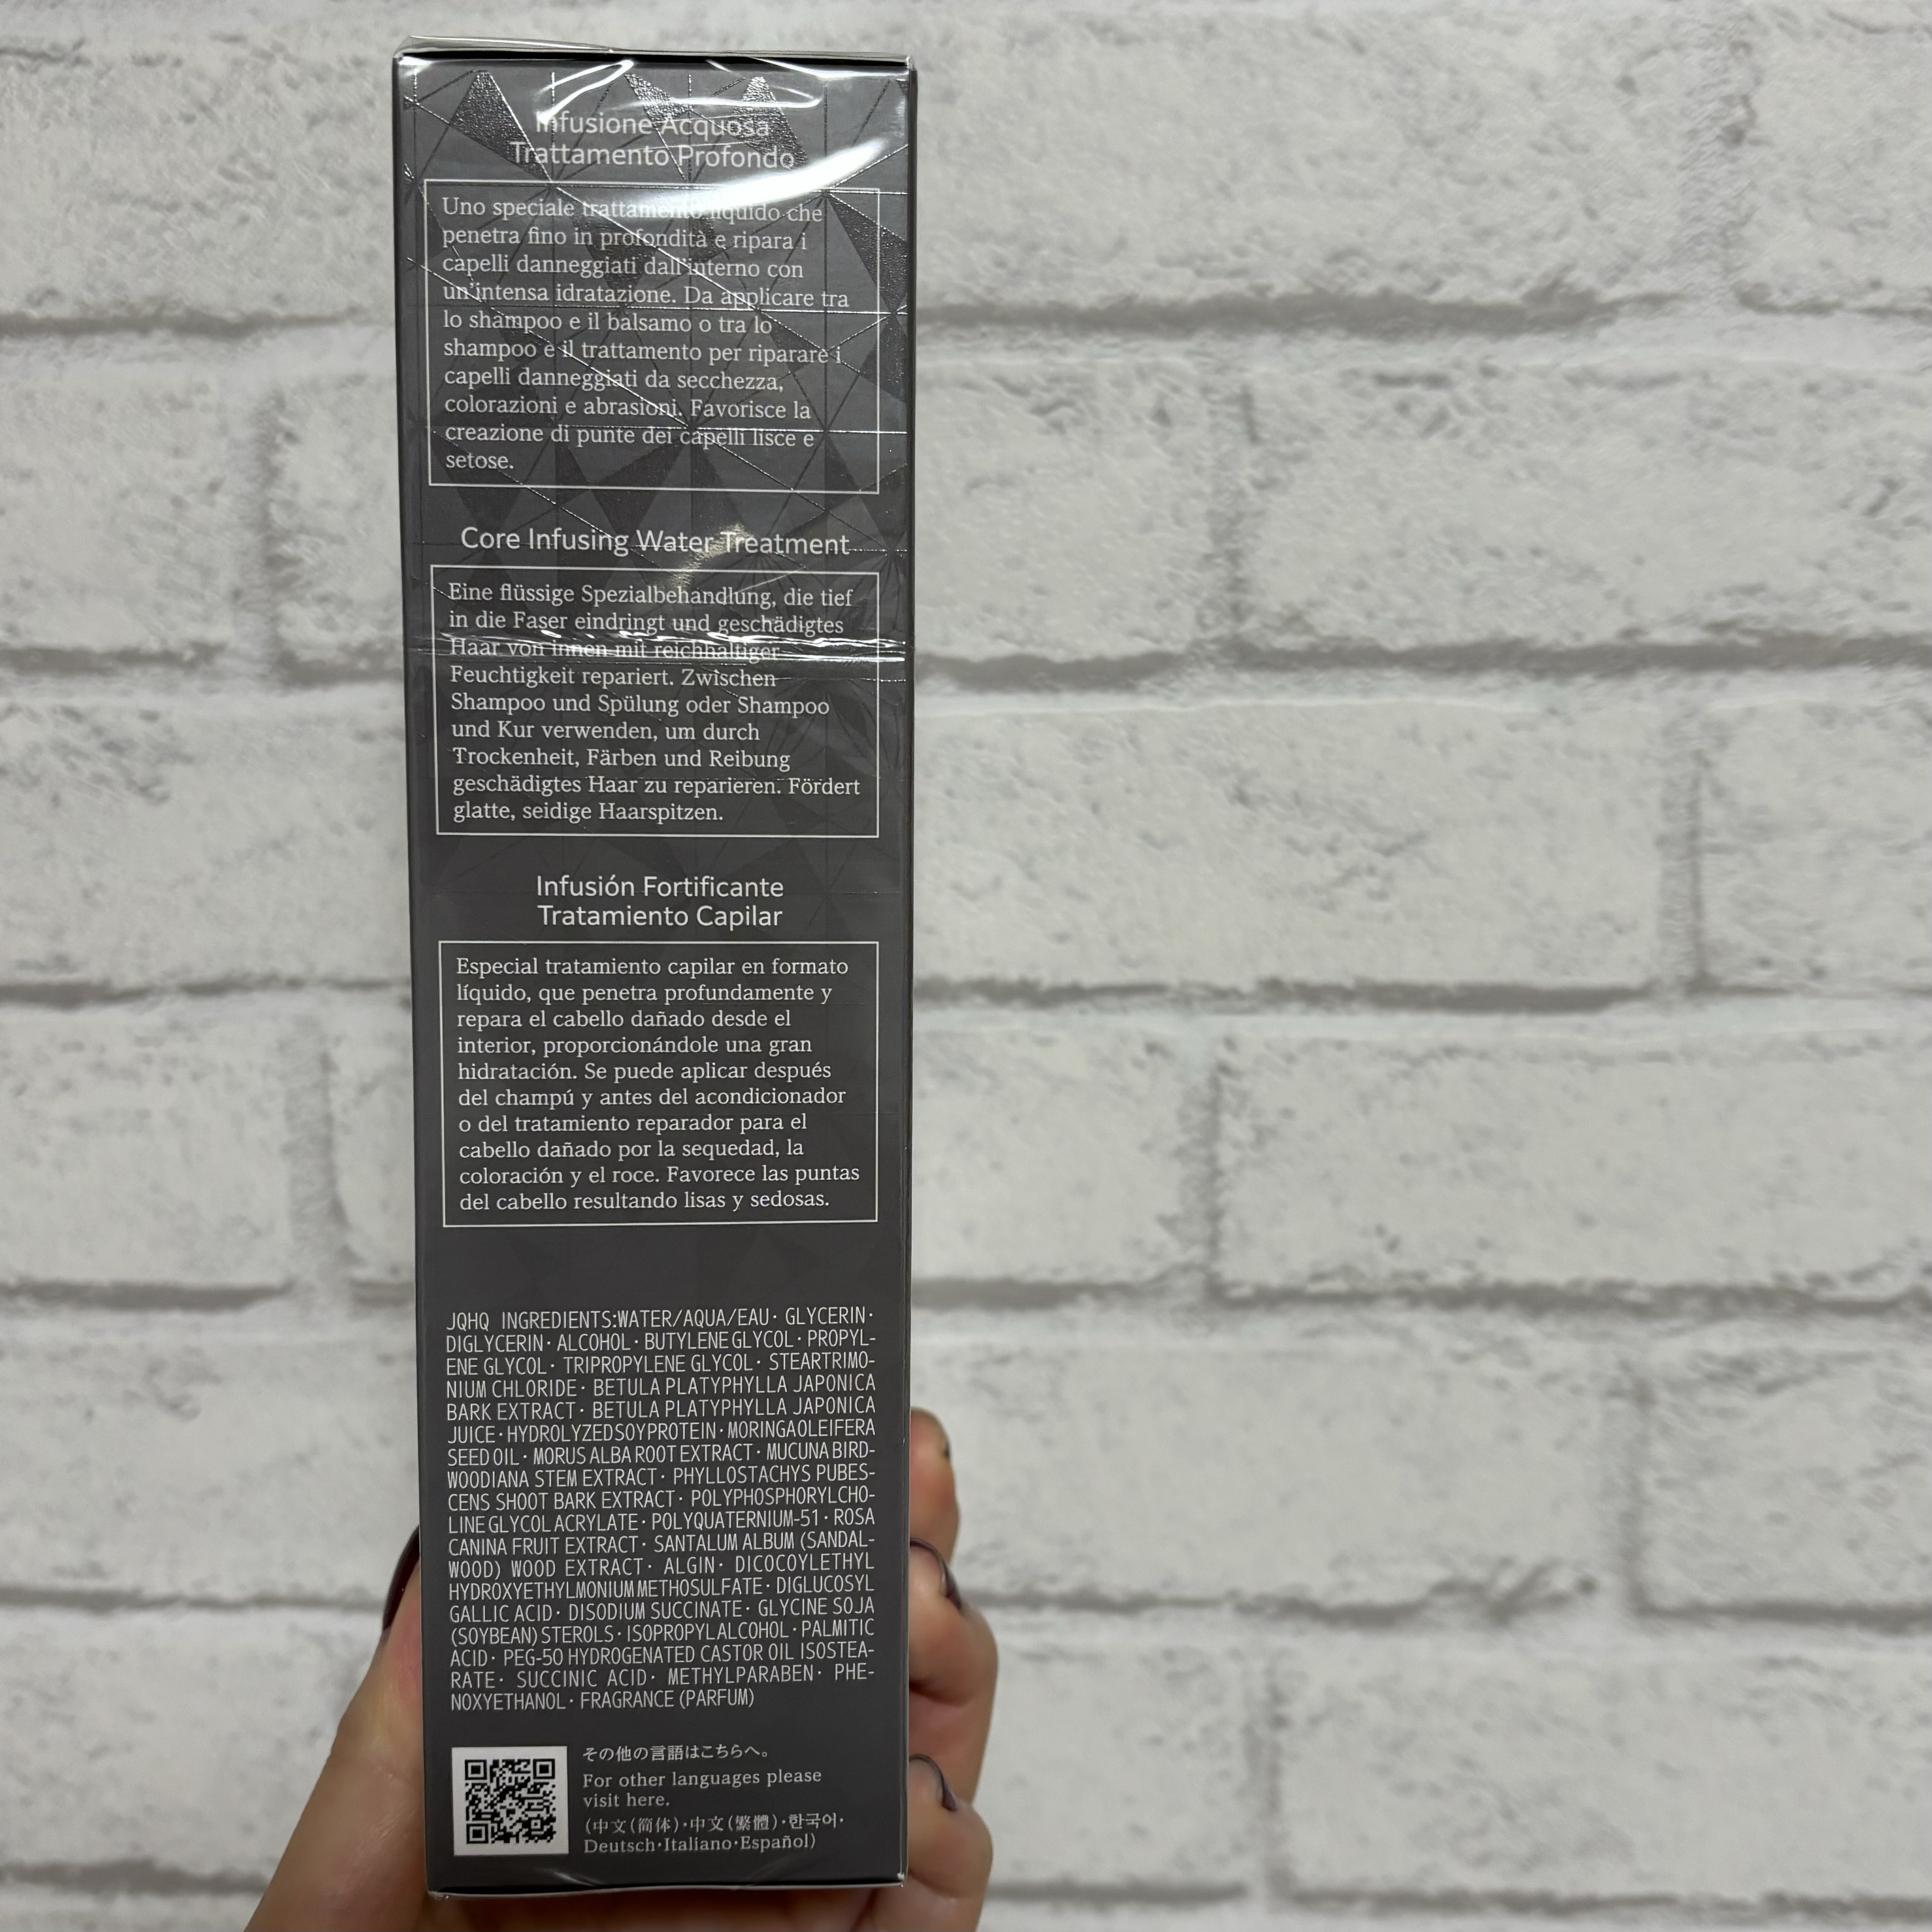 Infusione Acquosa
Trattamento Profondo
Uno speciale trattamento liquido che
penetra fino in profondità e ripara i
capelli danneggiati dall'interno con
un'intensa idratazione. Da applicare tra
lo shampoo e il balsamo o tra lo
shampoo e il trattamento per riparare i
capelli danneggiati da secchezza,
colorazioni e abrasioni. Favorisce la
creazione di punte dei capelli lisce e
setose.
Core Infusing Water Treatment
Eine flüssige Spezialbehandlung, die tief
in die Faser eindringt und geschädigtes
Haar von innen mit reichhaltiger
Feuchtigkeit repariert. Zwischen
Shampoo und Spülung oder Shampoo
und Kur verwenden, um durch
Trockenheit, Färben und Reibung
geschädigtes Haar zu reparieren. Fördert
glatte, seidige Haarspitzen.
Infusión Fortificante
Tratamiento Capilar
Especial tratamiento capilar en formato
líquido, que penetra profundamente y
repara el cabello dañado desde el
interior, proporcionándole una gran
hidratación. Se puede aplicar después
del champú y antes del acondicionador
o del tratamiento reparador para el
cabello dañado por la sequedad, la
coloración y el roce. Favorece las puntas
del cabello resultando lisas y sedosas.
JQHQ INGREDIENTS:WATER/AQUA/EAU· GLYCERIN·
DIGLYCERIN· ALCOHOL· BUTYLENE GLYCOL· PROPYL-
ENE GLYCOL· TRIPROPYLENE GLYCOL· STEARTRIMO-
NIUM CHLORIDE· BETULA PLATYPHYLLA JAPONICA
BARK EXTRACT· BETULA PLATYPHYLLA JAPONICA
JUICE· HYDROLYZED SOY PROTEIN· MORINGA OLEIFERA
SEED OIL· MORUS ALBA ROOT EXTRACT· MUCUNA BIRD-
WOODIANA STEM EXTRACT· PHYLLOSTACHYS PUBES-
CENS SHOOT BARK EXTRACT· POLYPHOSPHORYLCHO-
LINE GLYCOL ACRYLATE· POLYQUATERNIUM-51· ROSA
CANINA FRUIT EXTRACT· SANTALUM ALBUM (SANDAL-
WOOD) WOOD EXTRACT· ALGIN· DICOCOYLETHYL
HYDROXYETHYLMONIUM METHOSULFATE· DIGLUCOSYL
GALLIC ACID· DISODIUM SUCCINATE· GLYCINE SOJA
(SOYBEAN) STEROLS· ISOPROPYL ALCOHOL· PALMITIC
ACID· PEG-50 HYDROGENATED CASTOR OIL ISOSTEA-
RATE· SUCCINIC ACID· METHYLPARABEN· PHE-
NOXYETHANOL· FRAGRANCE (PARFUM)
その他の言語はこちらへ。
For other languages please
visit here.
(中文(简体)·中文(繁體)·한국어·
Deutsch·Italiano·Español)